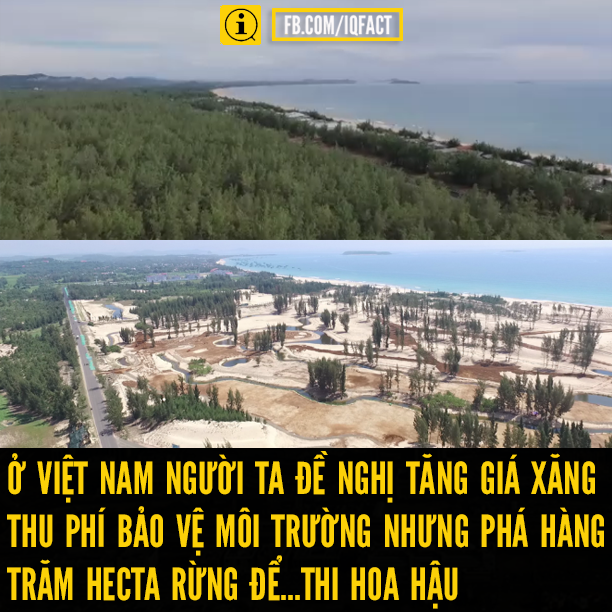 FB.COM/IQFACT
Ở VIỆT NAM NGƯỜI TA ĐỀ NGHỊ TĂNG GIÁ XĂNG
THU PHÍ BẢO VỆ MÔI TRƯỜNG NHƯNG PHÁ HÀNG
TRĂM HECTA RỪNG ĐỂ...THI HOA HẬU